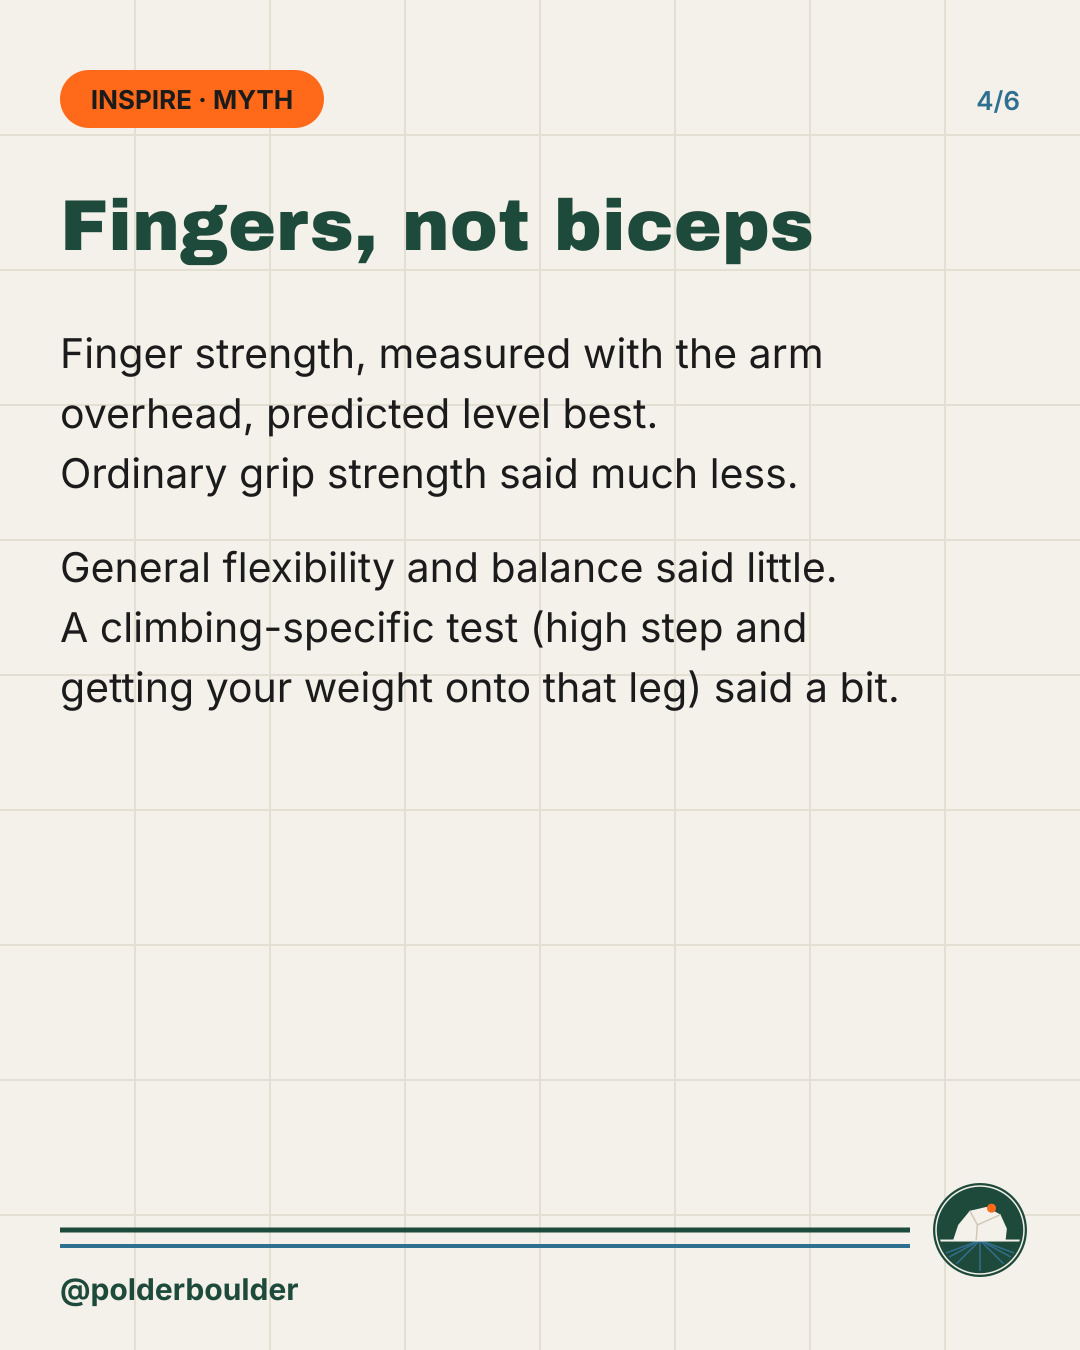 INSPIRE · MYTH
4/6
Fingers, not biceps
Finger strength, measured with the arm
overhead, predicted level best.
Ordinary grip strength said much less.
General flexibility and balance said little.
A climbing-specific test (high step and
getting your weight onto that leg) said a bit.
@polderboulder